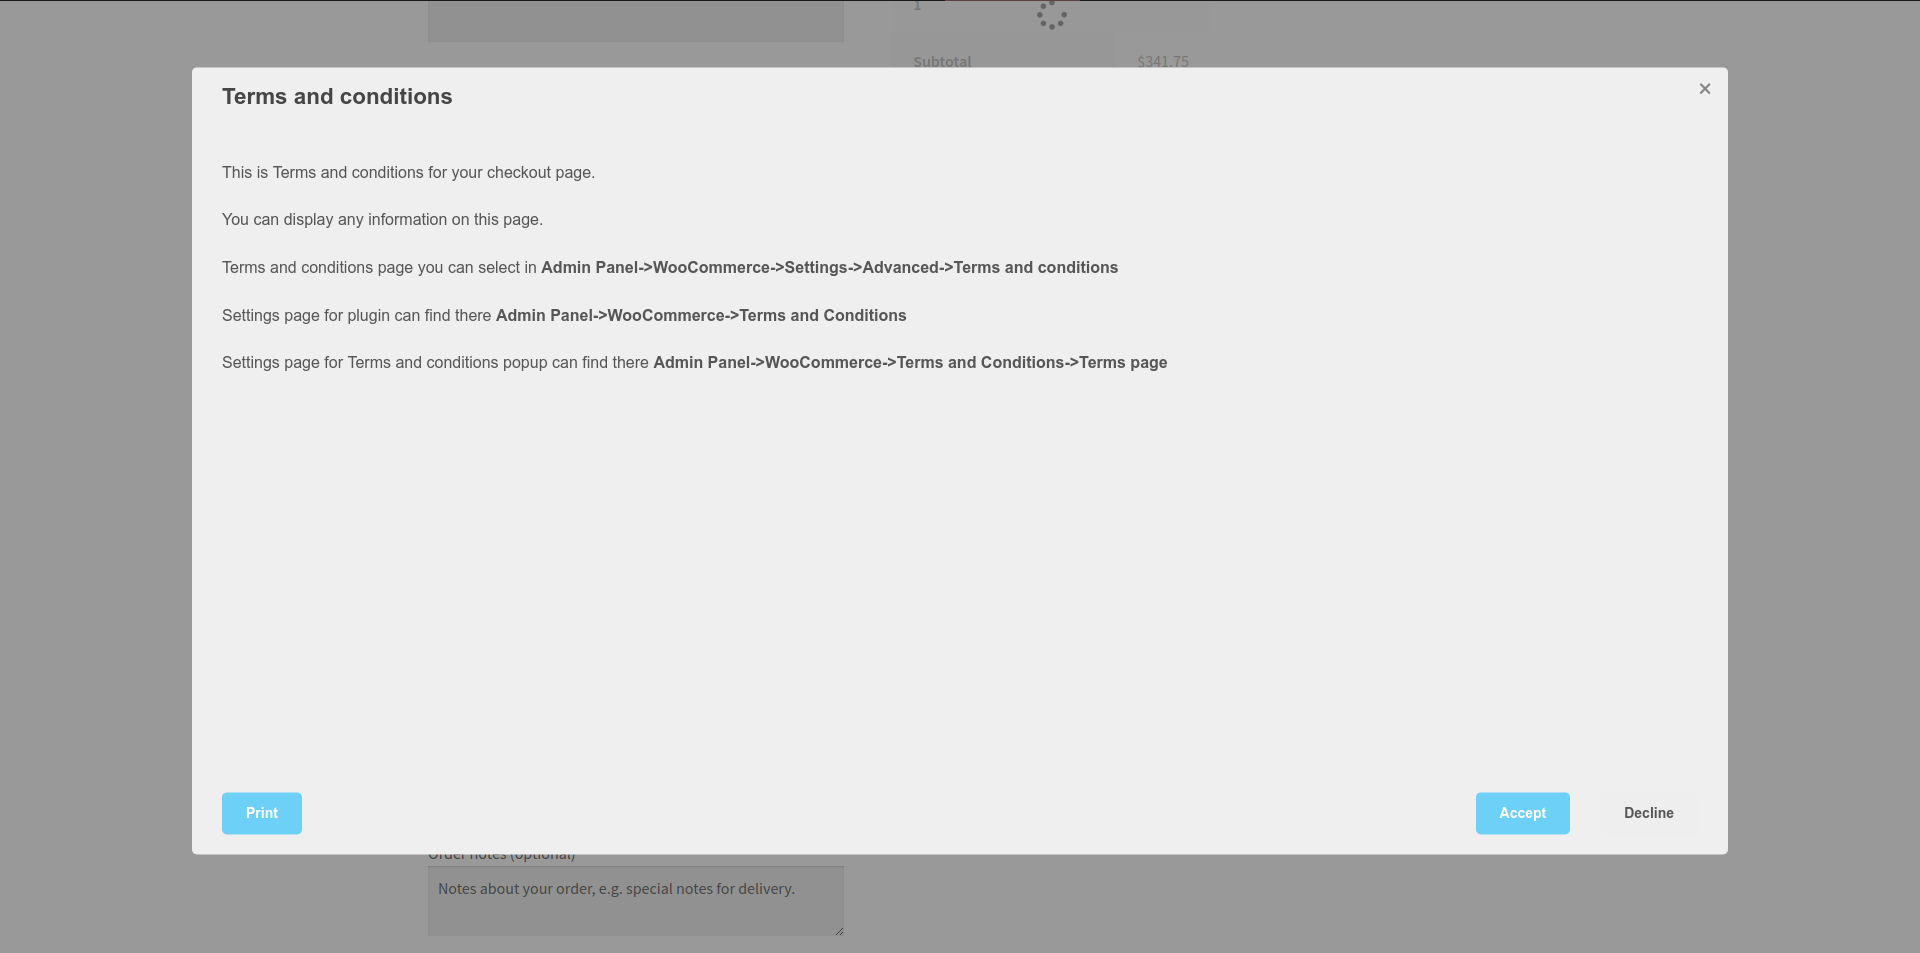 1
Subtotal $341.75
Terms and conditions ×
This is Terms and conditions for your checkout page.
You can display any information on this page.
Terms and conditions page you can select in Admin Panel->WooCommerce->Settings->Advanced->Terms and conditions
Settings page for plugin can find there Admin Panel->WooCommerce->Terms and Conditions
Settings page for Terms and conditions popup can find there Admin Panel->WooCommerce->Terms and Conditions->Terms page
Print Accept Decline
Order notes (optional)
Notes about your order, e.g. special notes for delivery.